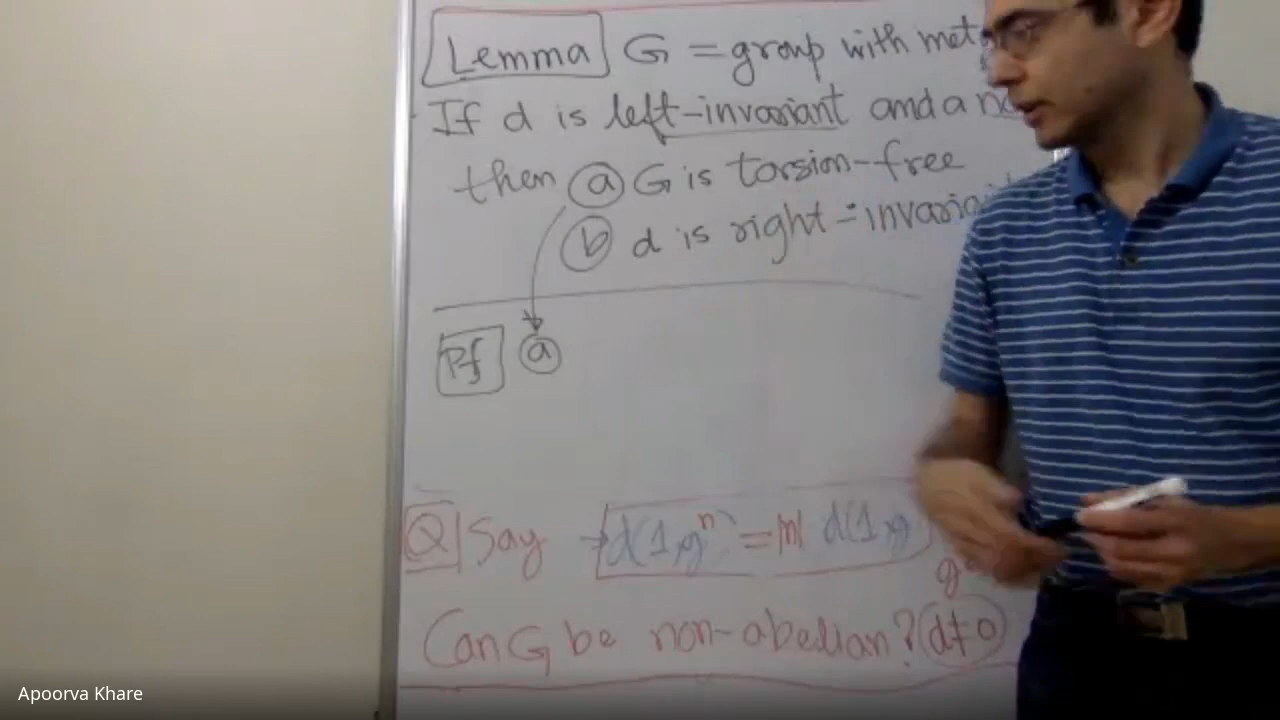 Lemma G = group with met
If d is left-invariant and a
then ⓐ G is torsion-free
ⓑ d is right-invaria
Pf ⓐ
Q Say d(1,gⁿ) = |n| d(1,g)
Can G be non-abelian? (d≠0)
Apoorva Khare